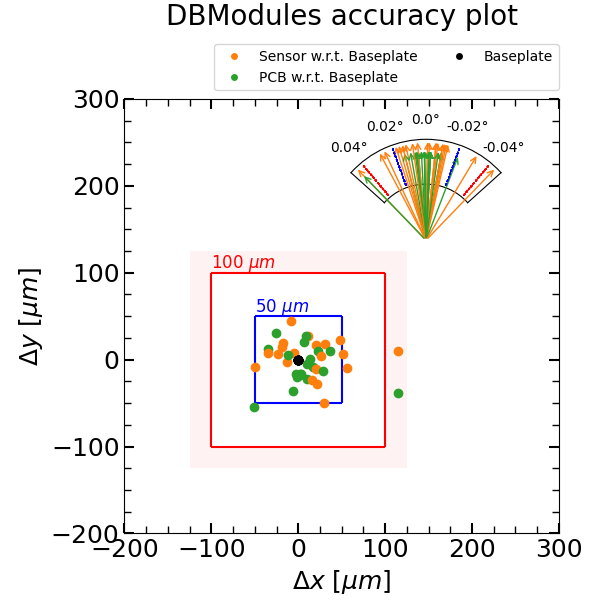 DBModules accuracy plot
Sensor w.r.t. Baseplate
Baseplate
PCB w.r.t. Baseplate
300
200
100
0
−100
−200
Δy [μm]
0.04°
0.02°
0.0°
-0.02°
-0.04°
100 μm
50 μm
−200
−100
0
100
200
300
Δx [μm]